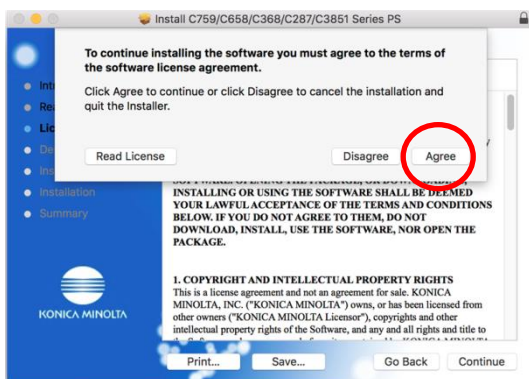 Install C759/C658/C368/C287/C3851 Series PS
To continue installing the software you must agree to the terms of
the software license agreement.
Click Agree to continue or click Disagree to cancel the installation and
quit the Installer.
Read License
Disagree
Agree
Installation
Summary
INSTALLING OR USING THE SOFTWARE SHALL BE DEEMED
YOUR LAWFUL ACCEPTANCE OF THE TERMS AND CONDITIONS
BELOW. IF YOU DO NOT AGREE TO THEM, DO NOT
DOWNLOAD, INSTALL, USE THE SOFTWARE, NOR OPEN THE
PACKAGE.
1. COPYRIGHT AND INTELLECTUAL PROPERTY RIGHTS
This is a license agreement and not an agreement for sale. KONICA
MINOLTA, INC. ("KONICA MINOLTA") owns, or has been licensed from
other owners ("KONICA MINOLTA Licensor"), copyrights and other
intellectual property rights of the Software, and any and all rights and title to
KONICA MINOLTA
Print...
Save...
Go Back
Continue